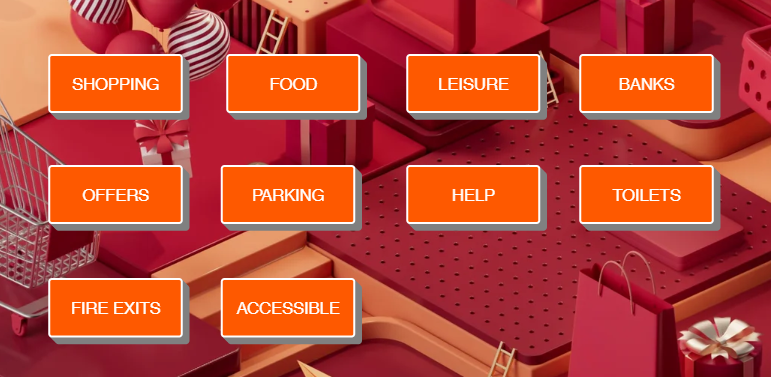 SHOPPING
FOOD
LEISURE
BANKS
OFFERS
PARKING
HELP
TOILETS
FIRE EXITS
ACCESSIBLE